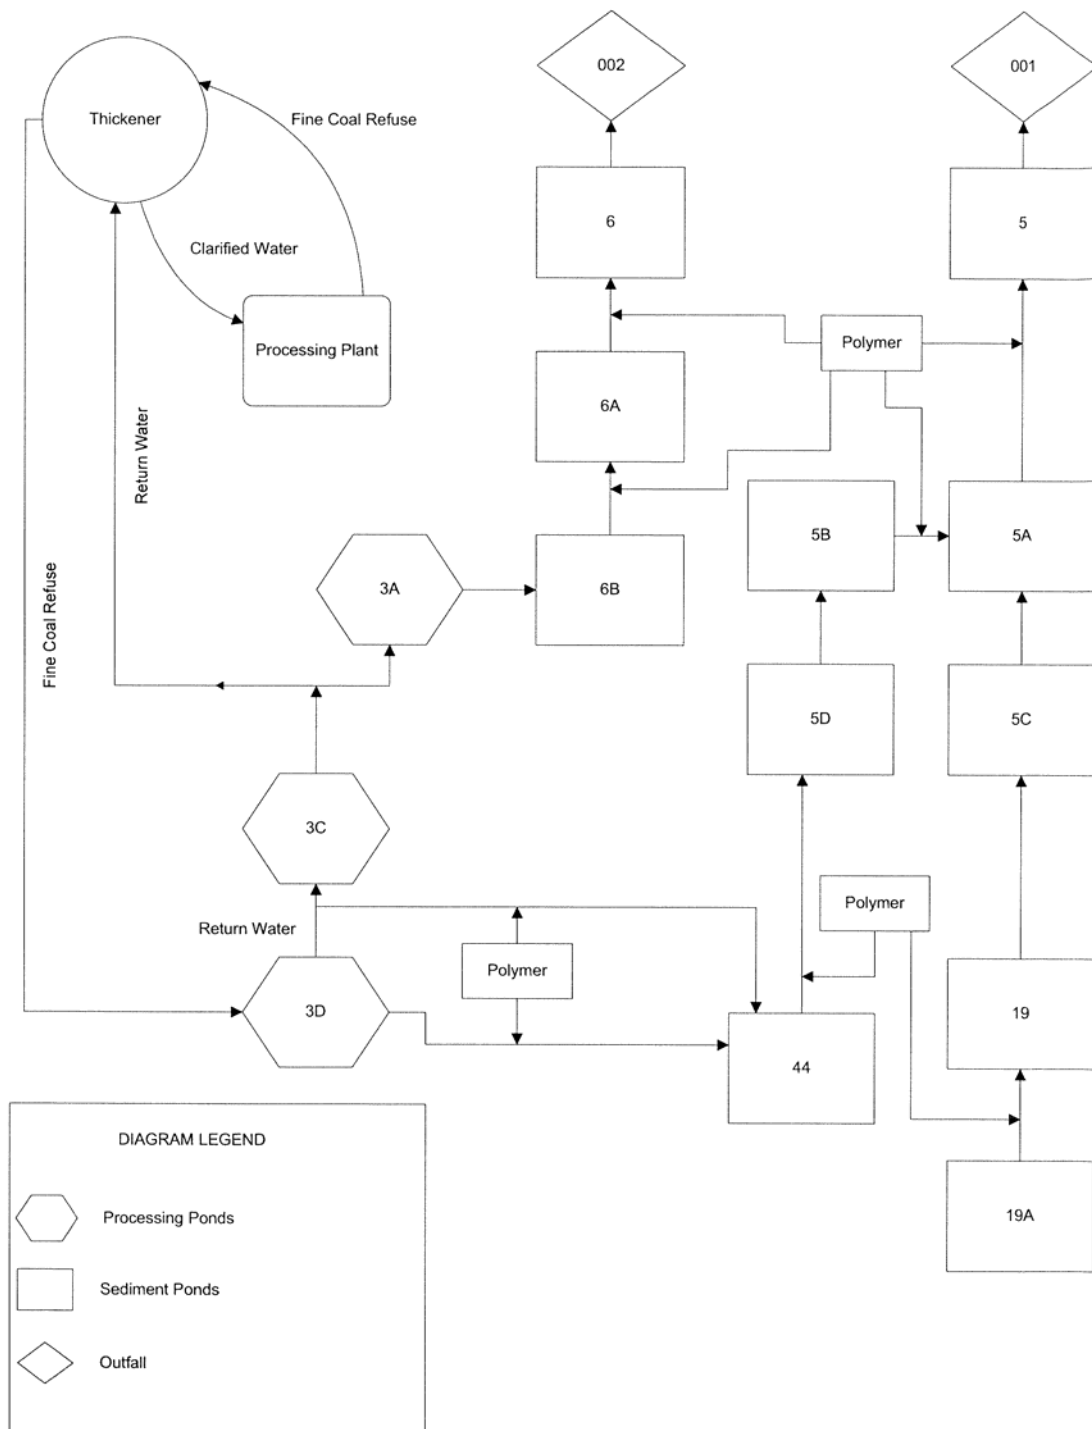 002
001
Thickener
Fine Coal Refuse
6
5
Clarified Water
Processing Plant
Polymer
6A
Return Water
5B
5A
3A
6B
Fine Coal Refuse
5D
5C
3C
Polymer
Return Water
Polymer
3D
19
44
DIAGRAM LEGEND
Processing Ponds
19A
Sediment Ponds
Outfall